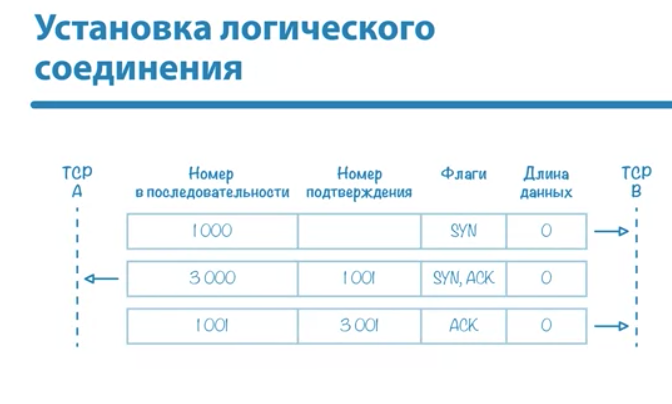 Установка логического
соединения
TCP
A
Номер
в последовательности
Номер
подтверждения
Флаги
Длина
данных
TCP
B
1 000
SYN
0
3 000
1 001
SYN, ACK
0
1 001
3 001
ACK
0